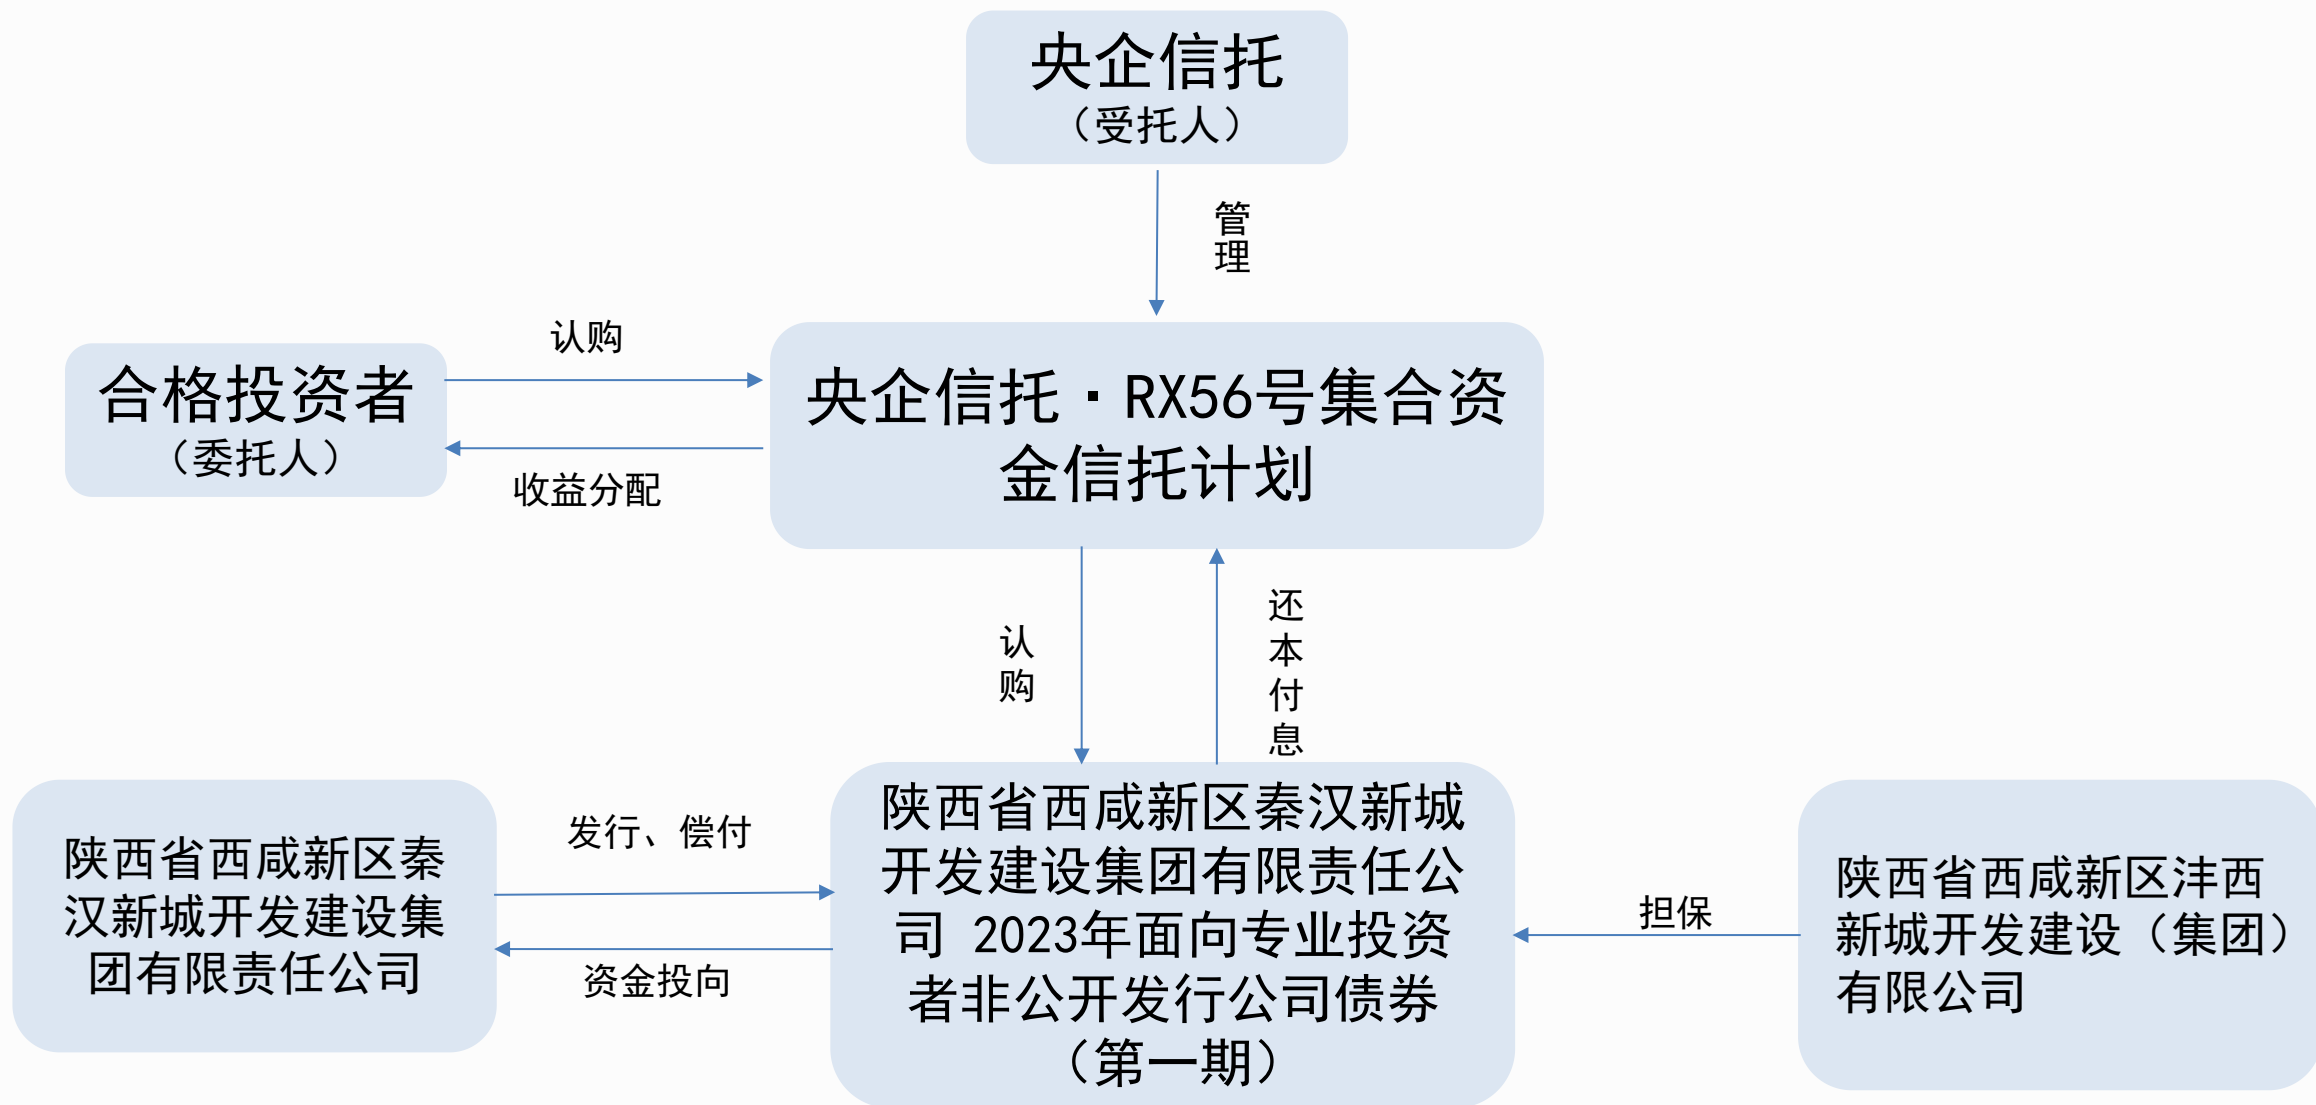 央企信托
（受托人）
管
理
认购
合格投资者
（委托人）
收益分配
央企信托·RX56号集合资
金信托计划
认
购
还
本
付
息
陕西省西咸新区秦
汉新城开发建设集
团有限责任公司
发行、偿付
资金投向
陕西省西咸新区秦汉新城
开发建设集团有限责任公
司 2023年面向专业投资
者非公开发行公司债券
（第一期）
担保
陕西省西咸新区沣西
新城开发建设（集团）
有限公司